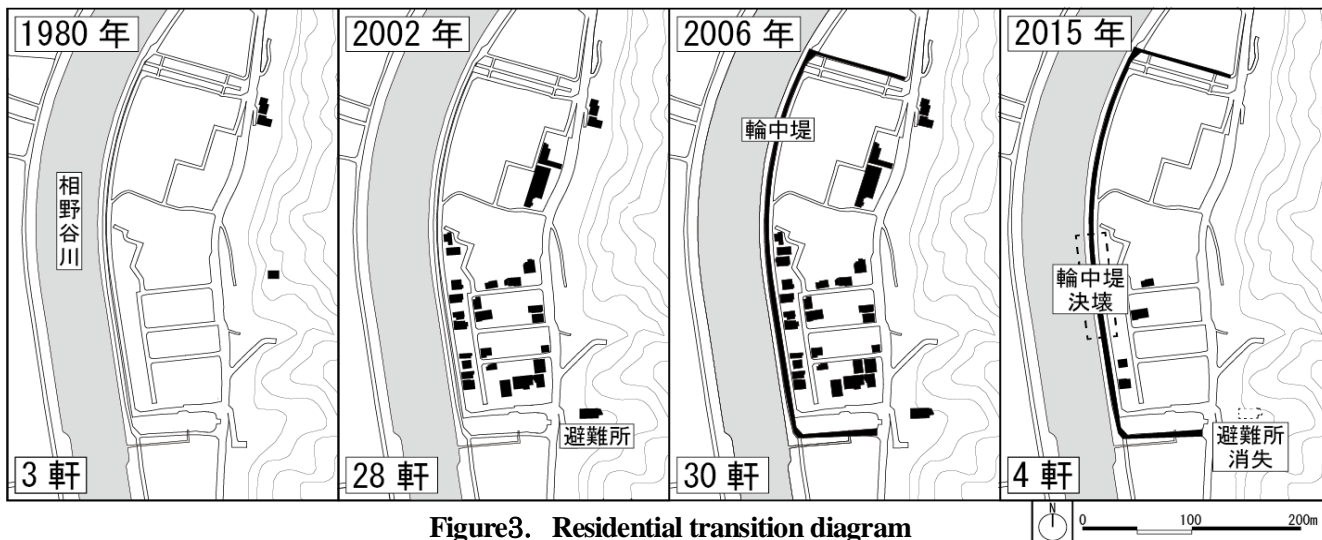 1980 年
2002 年
2006 年
2015 年
相野谷川
輪中堤
輪中堤
決壊
避難所
避難所
消失
3 軒
28 軒
30 軒
4 軒
Figure3. Residential transition diagram
N
0 100 200m